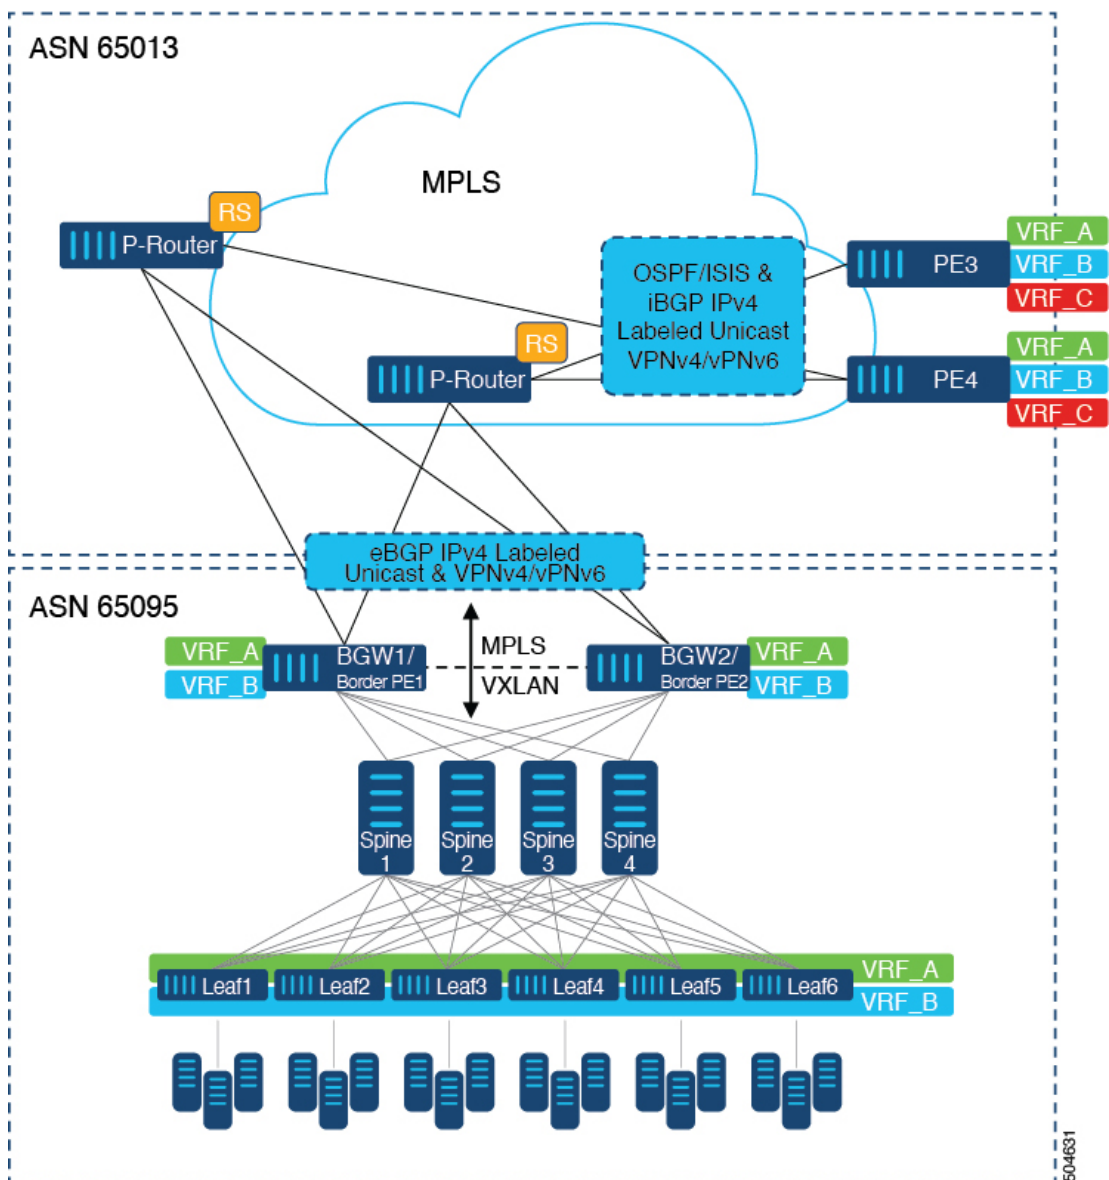 ASN 65013
MPLS
RS
P-Router
RS
P-Router
OSPF/ISIS &
iBGP IPv4
Labeled Unicast
VPNv4/vPNv6
PE3
VRF_A
VRF_B
VRF_C
PE4
VRF_A
VRF_B
VRF_C
eBGP IPv4 Labeled
Unicast & VPNv4/vPNv6
ASN 65095
VRF_A
VRF_B
BGW1/
Border PE1
MPLS
VXLAN
BGW2/
Border PE2
VRF_A
VRF_B
Spine
1
Spine
2
Spine
3
Spine
4
Leaf1
Leaf2
Leaf3
Leaf4
Leaf5
Leaf6
VRF_A
VRF_B
504631